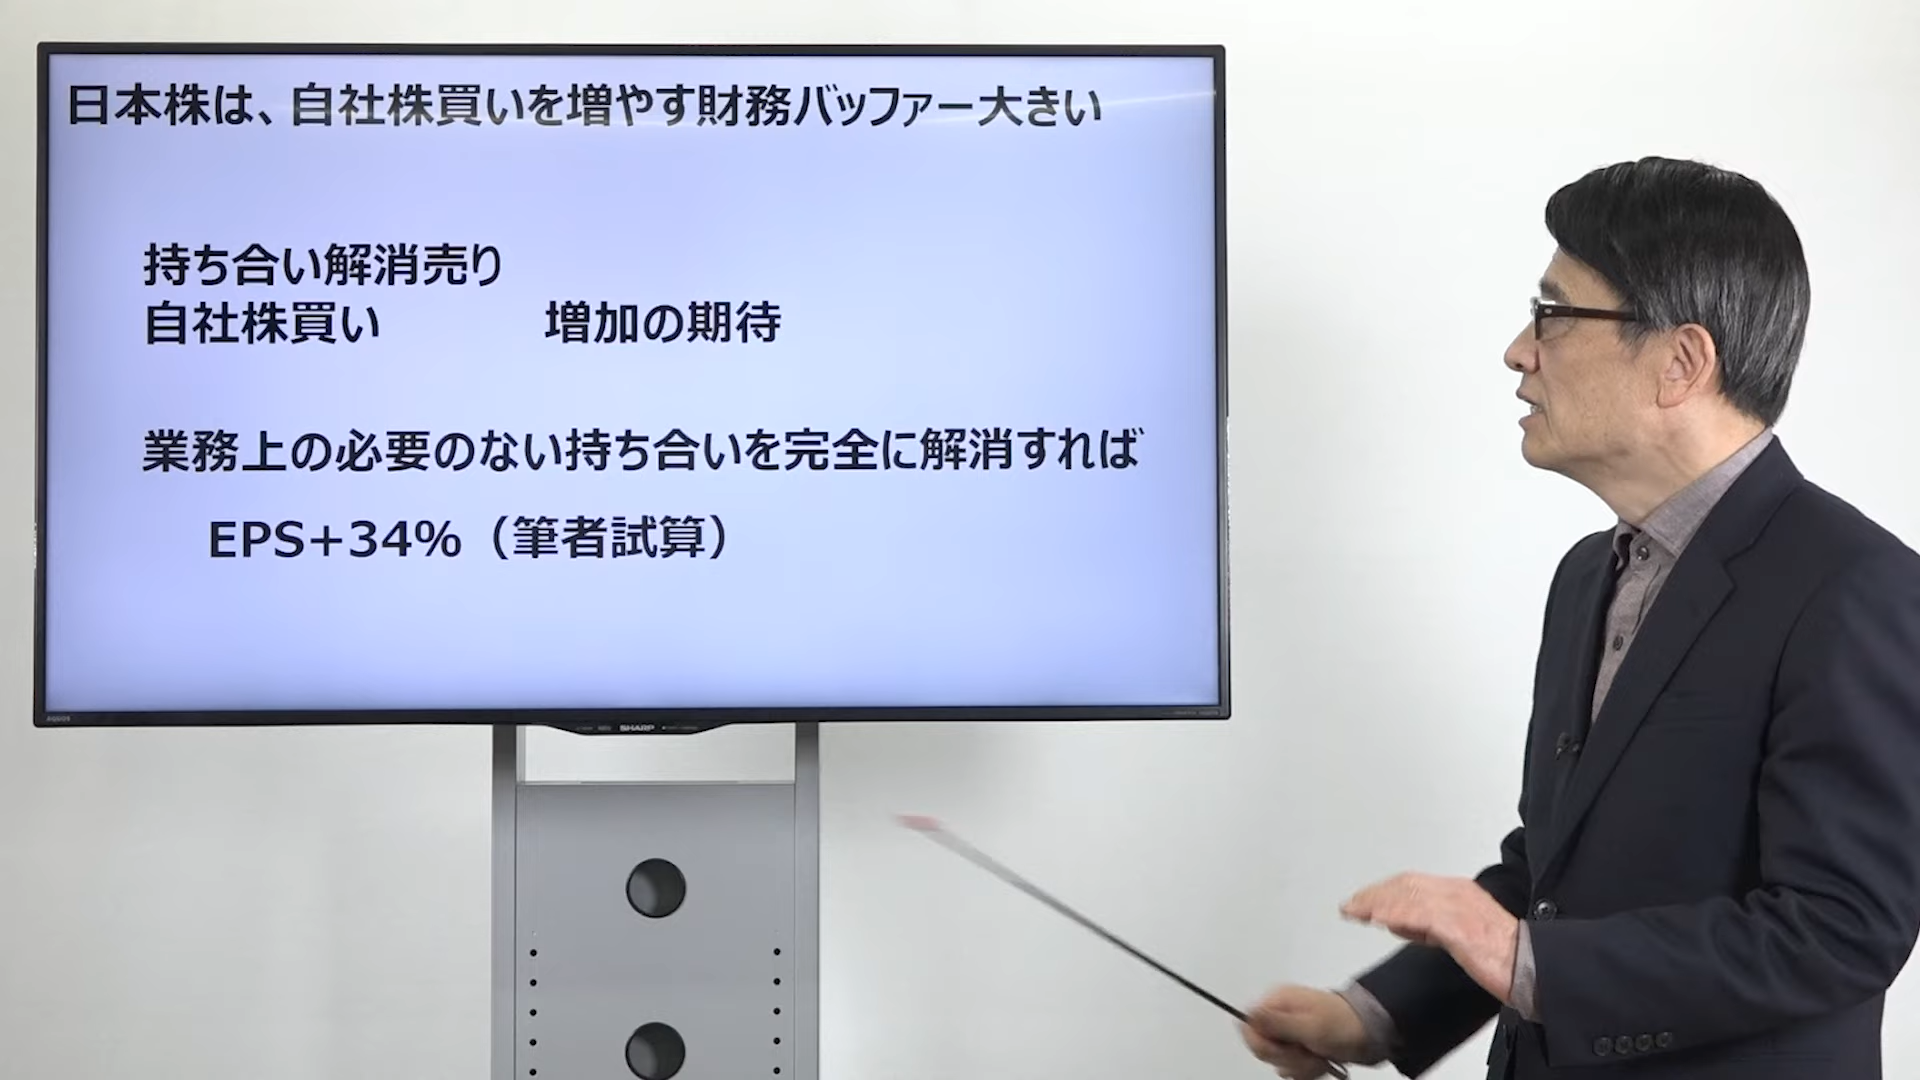 日本株は、自社株買いを増やす財務バッファー大きい
持ち合い解消売り
自社株買い 増加の期待
業務上の必要のない持ち合いを完全に解消すれば
EPS+34%（筆者試算）
AQUOS
SHARP